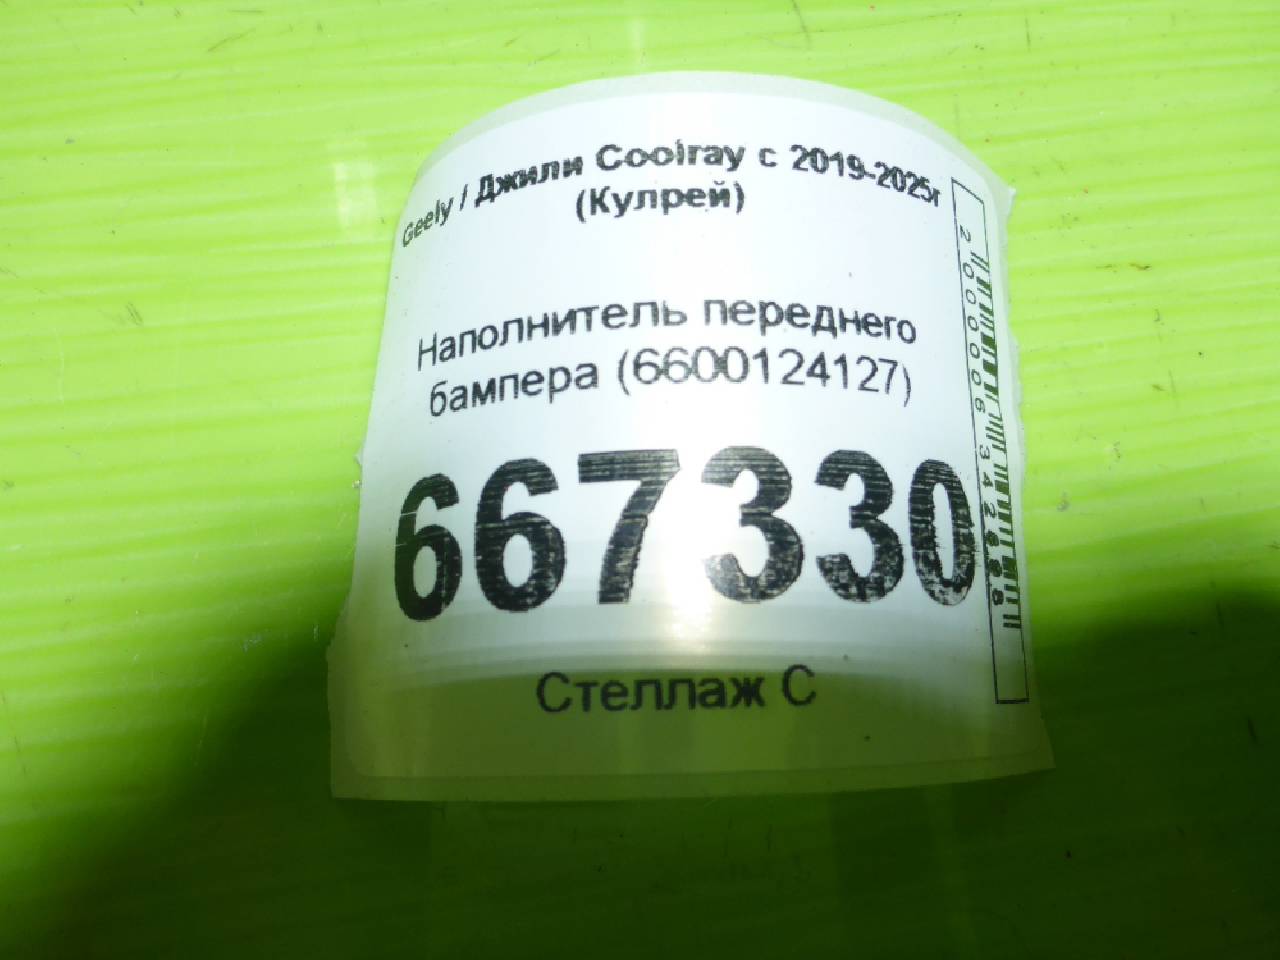 Geely / Джили Coolray с 2019-2025г
(Кулрей)
Наполнитель переднего
бампера (6600124127)
667330
Стеллаж С